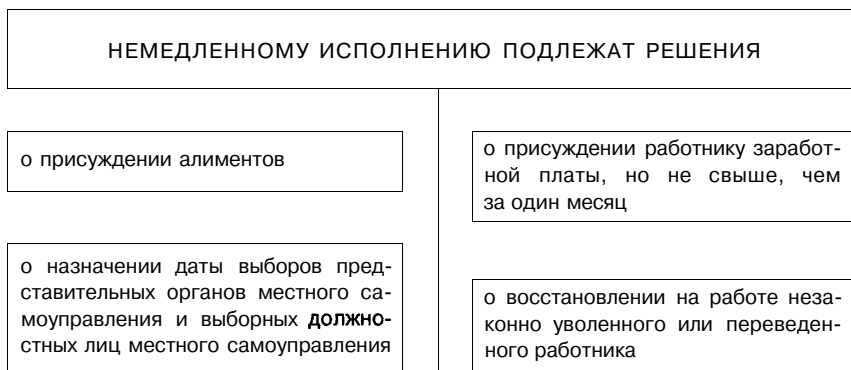 НЕМЕДЛЕННОМУ ИСПОЛНЕНИЮ ПОДЛЕЖАТ РЕШЕНИЯ
о присуждении алиментов
о назначении даты выборов пред-
ставительных органов местного са-
моуправления и выборных должно-
стных лиц местного самоуправления
о присуждении работнику заработ-
ной платы, но не свыше, чем
за один месяц
о восстановлении на работе неза-
конно уволенного или переведен-
ного работника